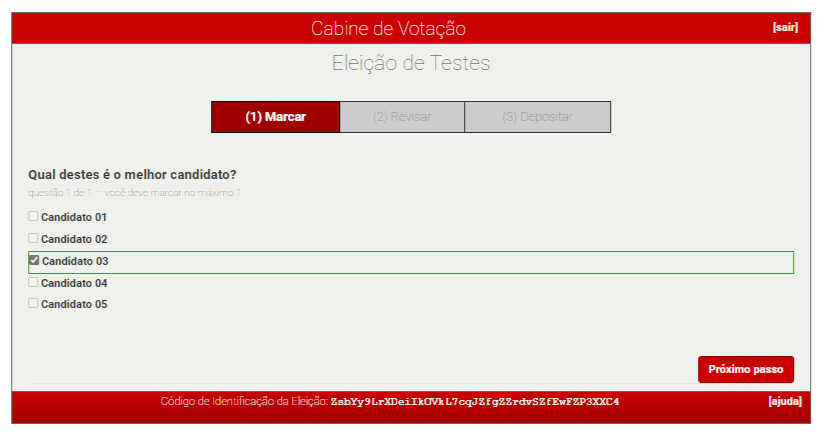 Cabine de Votação [sair]
Eleição de Testes
(1) Marcar (2) Revisar (3) Depositar
Qual destes é o melhor candidato?
questão 1 de 1 — você deve marcar no máximo 1
Candidato 01
Candidato 02
Candidato 03
Candidato 04
Candidato 05
Próximo passo
Código de Identificação da Eleição: ZsbYy9LrXDeiIkOVkL7cqJZfgZZrdvSZfEwFZP3XXC4 [ajuda]